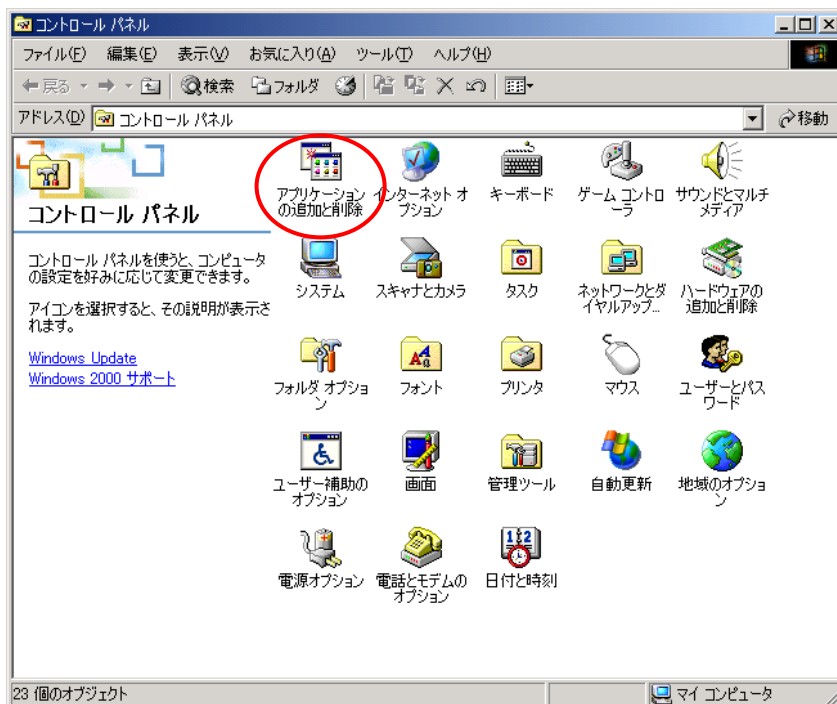 コントロール パネル
ファイル(F) 編集(E) 表示(V) お気に入り(A) ツール(T) ヘルプ(H)
戻る 検索 フォルダ
アドレス(D) コントロール パネル 移動
コントロール パネル
コントロール パネルを使うと、コンピュータ
の設定を好みに応じて変更できます。
アイコンを選択すると、その説明が表示さ
れます。
Windows Update
Windows 2000 サポート
アプリケーション
の追加と削除
インターネット オ
プション
キーボード
ゲーム コントロ
ーラ
サウンドとマルチ
メディア
システム
スキャナとカメラ
タスク
ネットワークとダ
イヤルアップ...
ハードウェアの
追加と削除
フォルダ オプショ
ン
フォント
プリンタ
マウス
ユーザーとパス
ワード
ユーザー補助の
オプション
画面
管理ツール
自動更新
地域のオプショ
ン
電源オプション
電話とモデムの
オプション
日付と時刻
23 個のオブジェクト
マイ コンピュータ